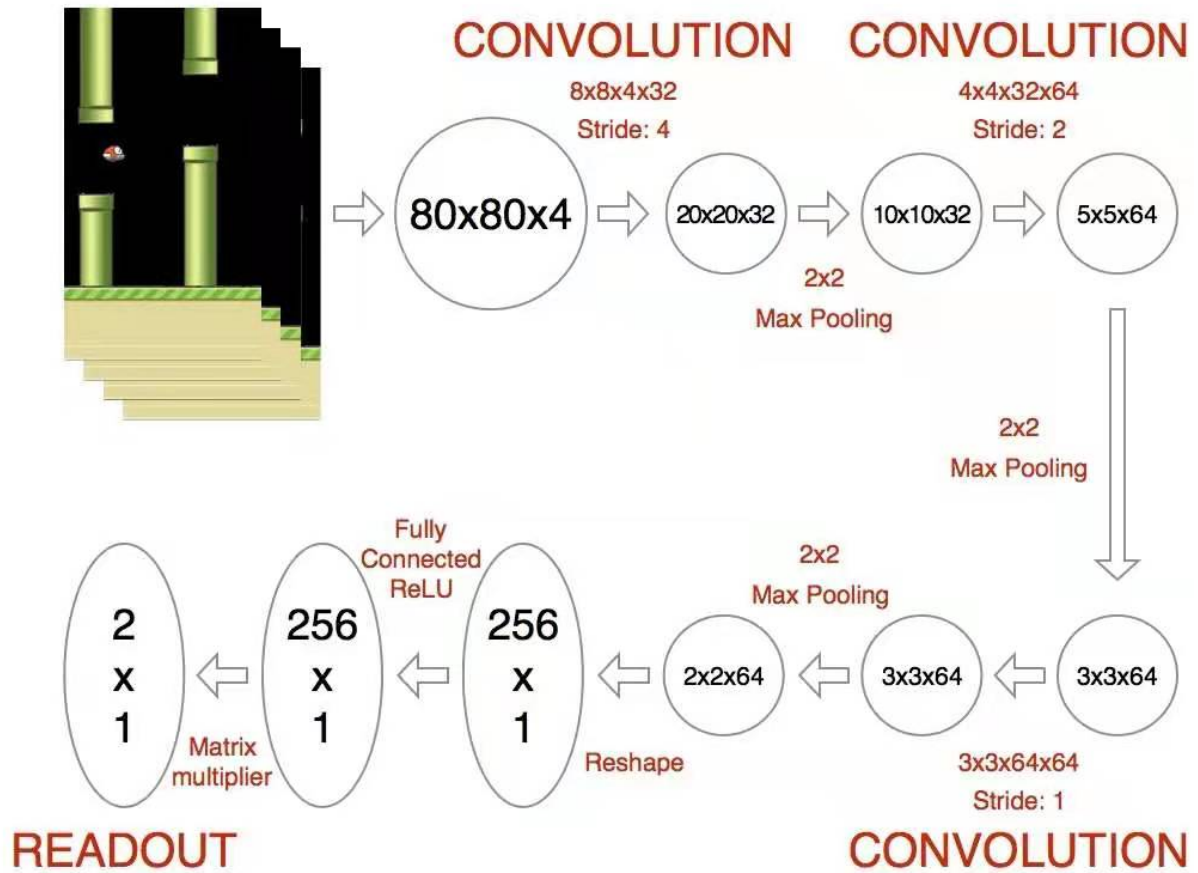 CONVOLUTION
8x8x4x32
Stride: 4
CONVOLUTION
4x4x32x64
Stride: 2
80x80x4
20x20x32
10x10x32
5x5x64
2x2
Max Pooling
2x2
Max Pooling
3x3x64
3x3x64x64
Stride: 1
CONVOLUTION
3x3x64
2x2
Max Pooling
2x2x64
Reshape
256
x
1
Fully
Connected
ReLU
256
x
1
Matrix
multiplier
2
x
1
READOUT